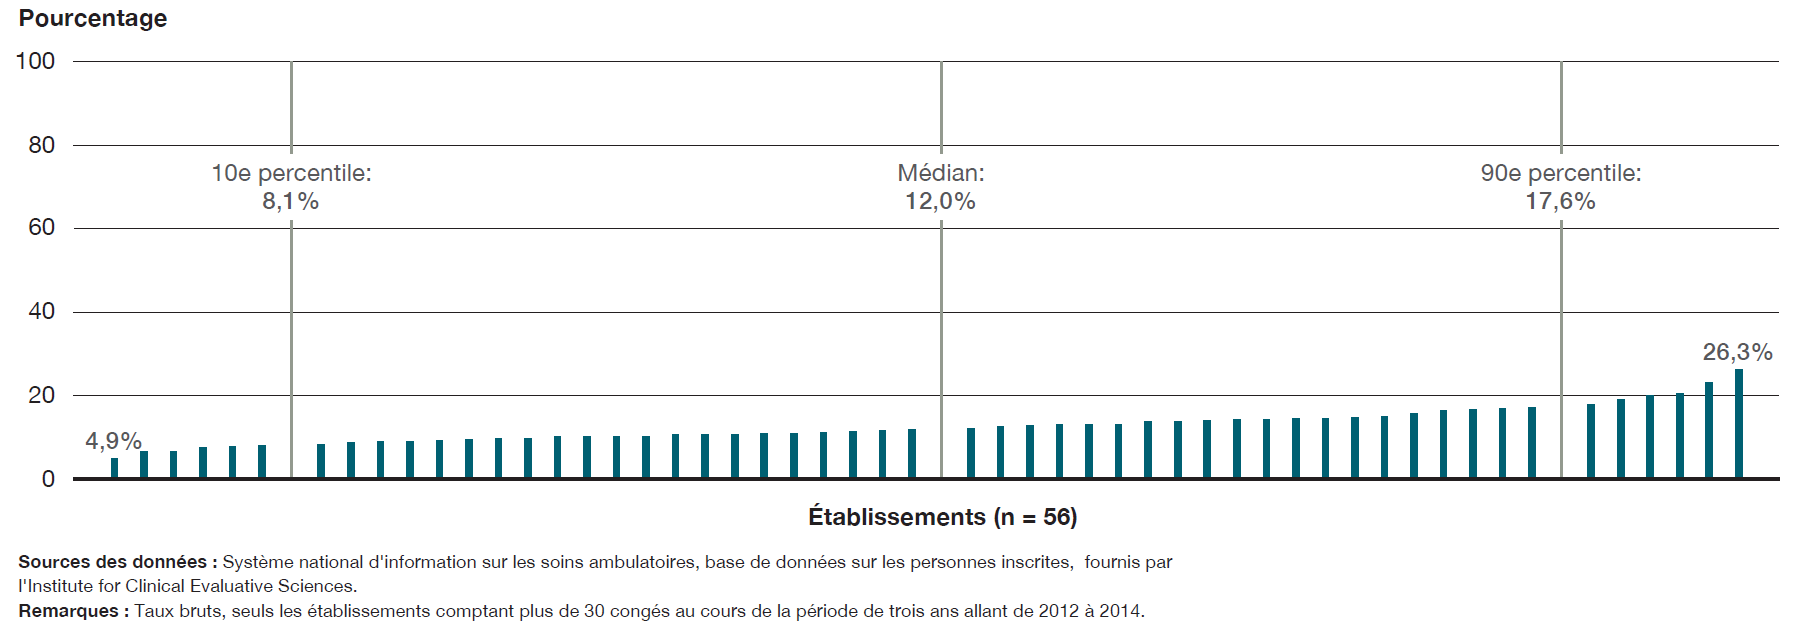 Pourcentage
100
80
10e percentile:
8,1%
Médian:
12,0%
90e percentile:
17,6%
60
40
26,3%
20
4,9%
0
Établissements (n = 56)
Sources des données : Système national d'information sur les soins ambulatoires, base de données sur les personnes inscrites,  fournis par
l'Institute for Clinical Evaluative Sciences.
Remarques : Taux bruts, seuls les établissements comptant plus de 30 congés au cours de la période de trois ans allant de 2012 à 2014.